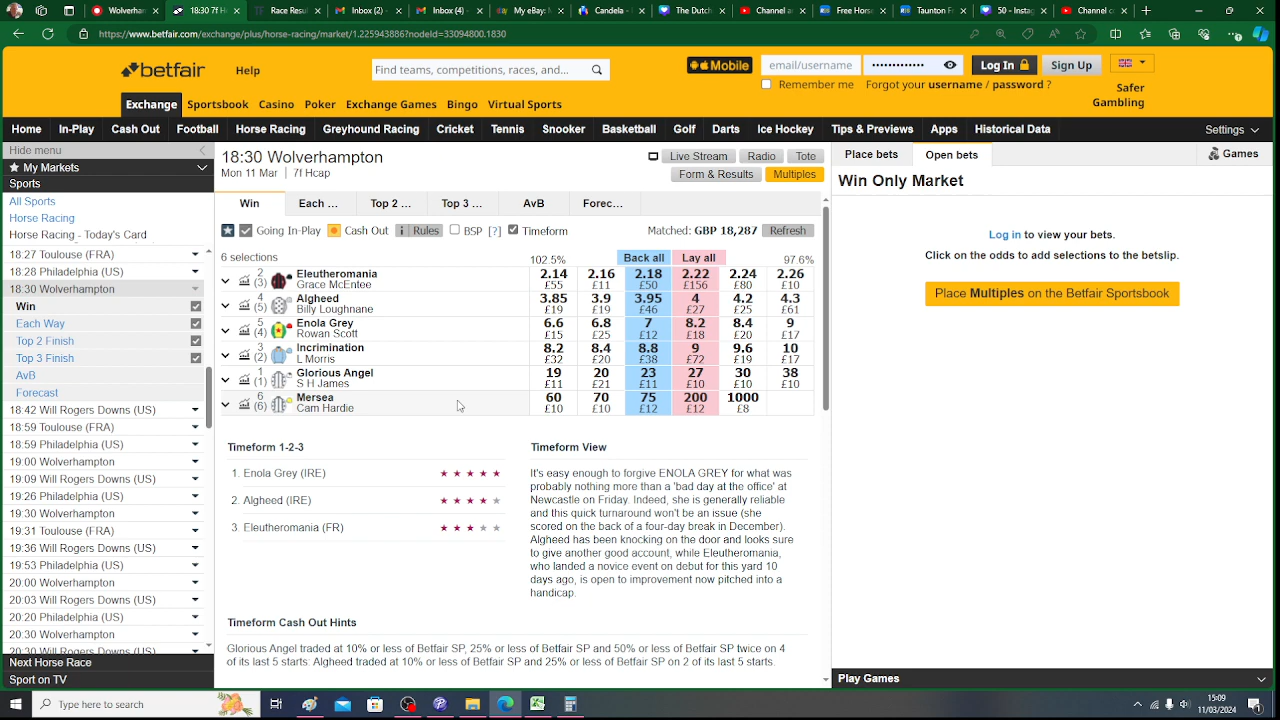 Wolverhar
18:30 7f H
Race Resul
Inbox (2) -
Inbox (4) -
My eBay:
Candela -
The Dutch
Channel an
Free Horse
Taunton Fr
50 - Instag
Channel co
https://www.betfair.com/exchange/plus/horse-racing/market/1.225943886?nodeId=33094800.1830
betfair
Help
Find teams, competitions, races, and...
Mobile
email/username
Log In
Sign Up
Remember me
Forgot your username / password ?
Safer
Gambling
Exchange Sportsbook Casino Poker Exchange Games Bingo Virtual Sports
Home In-Play Cash Out Football Horse Racing Greyhound Racing Cricket Tennis Snooker Basketball Golf Darts Ice Hockey Tips & Previews Apps Historical Data Settings
Hide menu
My Markets
Sports
All Sports
Horse Racing
Horse Racing - Today's Card
18:27 Toulouse (FRA)
18:28 Philadelphia (US)
18:30 Wolverhampton
Win
Each Way
Top 2 Finish
Top 3 Finish
AvB
Forecast
18:42 Will Rogers Downs (US)
18:59 Toulouse (FRA)
18:59 Philadelphia (US)
19:00 Wolverhampton
19:09 Will Rogers Downs (US)
19:26 Philadelphia (US)
19:30 Wolverhampton
19:31 Toulouse (FRA)
19:36 Will Rogers Downs (US)
19:53 Philadelphia (US)
20:00 Wolverhampton
20:03 Will Rogers Downs (US)
20:20 Philadelphia (US)
20:30 Wolverhampton
20:30 Will Rogers Downs (US)
Next Horse Race
Sport on TV
18:30 Wolverhampton
Mon 11 Mar | 7f Hcap
Live Stream Radio Tote
Form & Results Multiples
Win Each ... Top 2 ... Top 3 ... AvB Forec...
Going In-Play Cash Out Rules BSP [?] Timeform Matched: GBP 18,287 Refresh
6 selections 102.5% Back all Lay all 97.6%
2 Eleutheromania 2.14 2.16 2.18 2.22 2.24 2.26
(3) Grace McEntee £55 £11 £50 £156 £80 £10
4 Algheed 3.85 3.9 3.95 4 4.2 4.3
(5) Billy Loughnane £19 £19 £46 £27 £25 £61
5 Enola Grey 6.6 6.8 7 8.2 8.4 9
(4) Rowan Scott £15 £25 £12 £18 £20 £17
3 Incrimination 8.2 8.4 8.8 9 9.6 10
(2) L Morris £32 £20 £38 £72 £19 £17
1 Glorious Angel 19 20 23 27 30 38
(1) S H James £11 £21 £11 £10 £10 £10
6 Mersea 60 70 75 200 1000
(6) Cam Hardie £10 £10 £12 £12 £8
Timeform 1-2-3
1. Enola Grey (IRE)
2. Algheed (IRE)
3. Eleutheromania (FR)
Timeform View
It's easy enough to forgive ENOLA GREY for what was
probably nothing more than a 'bad day at the office' at
Newcastle on Friday. Indeed, she is generally reliable
and this quick turnaround won't be an issue (she
scored on the back of a four-day break in December).
Algheed has been knocking on the door and looks sure
to give another good account, while Eleutheromania,
who landed a novice event on debut for this yard 10
days ago, is open to improvement now pitched into a
handicap.
Timeform Cash Out Hints
Glorious Angel traded at 10% or less of Betfair SP, 25% or less of Betfair SP and 50% or less of Betfair SP twice on 4
of its last 5 starts. Algheed traded at 10% or less of Betfair SP and 25% or less of Betfair SP on 2 of its last 5 starts.
Place bets Open bets Games
Win Only Market
Log in to view your bets.
Click on the odds to add selections to the betslip.
Place Multiples on the Betfair Sportsbook
Play Games
Type here to search
15:09
11/03/2024